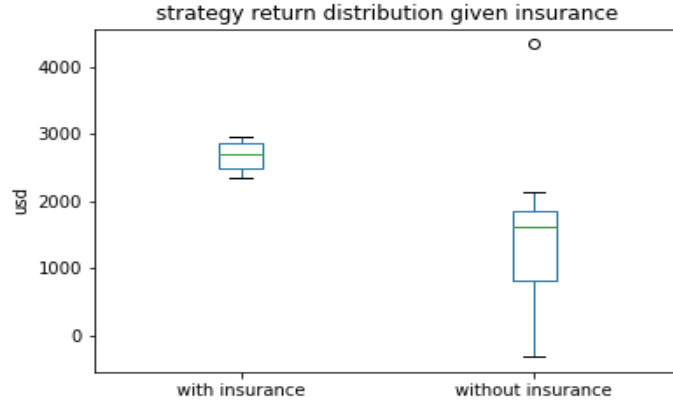 strategy return distribution given insurance
4000
3000
2000
1000
0
usd
with insurance
without insurance